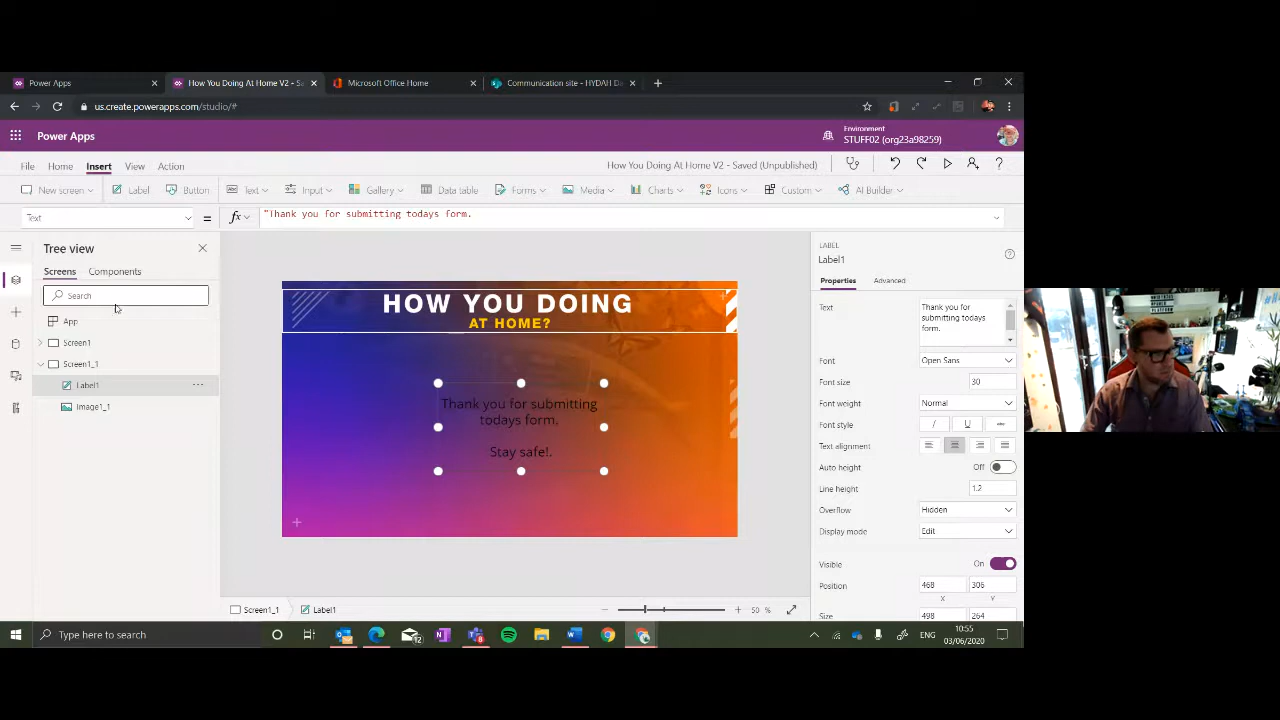 Power Apps
How You Doing At Home V2 - Sa
Microsoft Office Home
Communication site - HYDAH D
us.create.powerapps.com/studio/#
Power Apps
Environment
STUFF02 (org23a98259)
File
Home
Insert
View
Action
How You Doing At Home V2 - Saved (Unpublished)
New screen
Label
Button
Text
Input
Gallery
Data table
Forms
Media
Charts
Icons
Custom
AI Builder
Text
=
fx
"Thank you for submitting todays form.
Tree view
Screens
Components
Search
App
Screen1
Screen1_1
Label1
Image1_1
HOW YOU DOING
AT HOME?
Thank you for submitting
todays form.
Stay safe!.
LABEL
Label1
Properties
Advanced
Text
Thank you for
submitting todays
form.
Font
Open Sans
Font size
30
Font weight
Normal
Font style
Text alignment
Auto height
Off
Line height
1.2
Overflow
Hidden
Display mode
Edit
Visible
On
Position
468
306
X
Y
Size
498
264
Screen1_1
Label1
50 %
Type here to search
12
8
ENG
10:55
03/06/2020